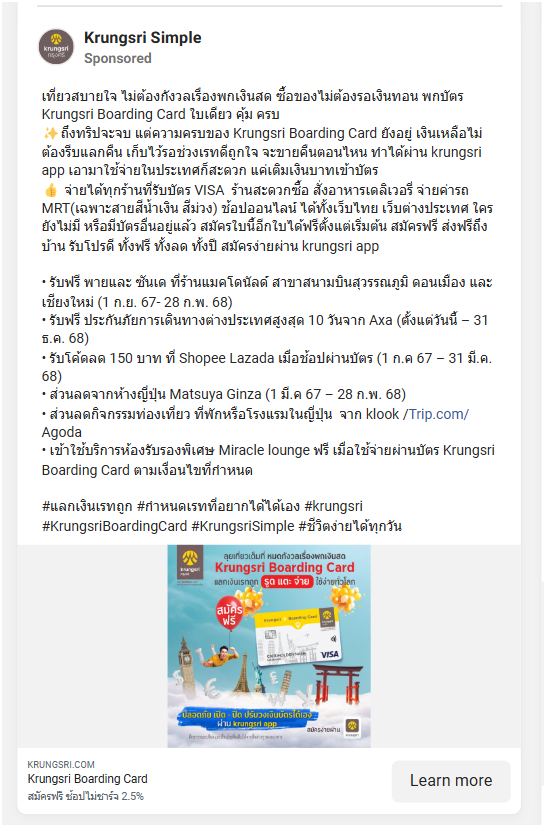 Krungsri Simple
Sponsored
เที่ยวสบายใจ ไม่ต้องกังวลเรื่องพกเงินสด ซื้อของไม่ต้องรอเงินทอน พกบัตร
Krungsri Boarding Card ใบเดียว คุ้ม ครบ
✨ ถึงทริปจะจบ แต่ความครบของ Krungsri Boarding Card ยังอยู่ เงินเหลือไม่
ต้องรีบแลกคืน เก็บไว้รอช่วงเรทดีถูกใจ จะขายคืนตอนไหน ทำได้ผ่าน krungsri
app เอามาใช้จ่ายในประเทศก็สะดวก แค่เติมเงินบาทเข้าบัตร
👍 จ่ายได้ทุกร้านที่รับบัตร VISA ร้านสะดวกซื้อ สั่งอาหารเดลิเวอรี่ จ่ายค่ารถ
MRT(เฉพาะสายสีน้ำเงิน สีม่วง) ช้อปออนไลน์ ได้ทั้งเว็บไทย เว็บต่างประเทศ ใคร
ยังไม่มี หรือมีบัตรอื่นอยู่แล้ว สมัครใบนี้อีกใบได้ฟรีตั้งแต่เริ่มต้น สมัครฟรี ส่งฟรีถึง
บ้าน รับโปรดี ทั้งฟรี ทั้งลด ทั้งปี สมัครง่ายผ่าน krungsri app
• รับฟรี พายและ ซันเด ที่ร้านแมคโดนัลด์ สาขาสนามบินสุวรรณภูมิ ดอนเมือง และ
เชียงใหม่ (1 ก.ย. 67- 28 ก.พ. 68)
• รับฟรี ประกันภัยการเดินทางต่างประเทศสูงสุด 10 วันจาก Axa (ตั้งแต่วันนี้ – 31
ธ.ค. 68)
• รับโค้ดลด 150 บาท ที่ Shopee Lazada เมื่อช้อปผ่านบัตร (1 ก.ค 67 – 31 มี.ค.
68)
• ส่วนลดจากห้างญี่ปุ่น Matsuya Ginza (1 มี.ค 67 – 28 ก.พ. 68)
• ส่วนลดกิจกรรมท่องเที่ยว ที่พักหรือโรงแรมในญี่ปุ่น จาก klook /Trip.com/
Agoda
• เข้าใช้บริการห้องรับรองพิเศษ Miracle lounge ฟรี เมื่อใช้จ่ายผ่านบัตร Krungsri
Boarding Card ตามเงื่อนไขที่กำหนด
#แลกเงินเรทถูก #กำหนดเรทที่อยากได้ได้เอง #krungsri
#KrungsriBoardingCard #KrungsriSimple #ชีวิตง่ายได้ทุกวัน
krungsri
กรุงศรี
ลุยเที่ยวเต็มที่ หมดกังวลเรื่องพกเงินสด
Krungsri Boarding Card
แลกเงินเรทถูก รูด แตะ จ่าย ใช้ง่ายทั่วโลก
สมัคร
ฟรี
Krungsri Boarding Card
VISA
ปลอดภัย เปิด - ปิด ปรับวงเงินบัตรได้เอง
ผ่าน krungsri app
สมัครง่ายผ่าน
KRUNGSRI.COM
Krungsri Boarding Card
สมัครฟรี ช้อปไม่ชาร์จ 2.5%
Learn more